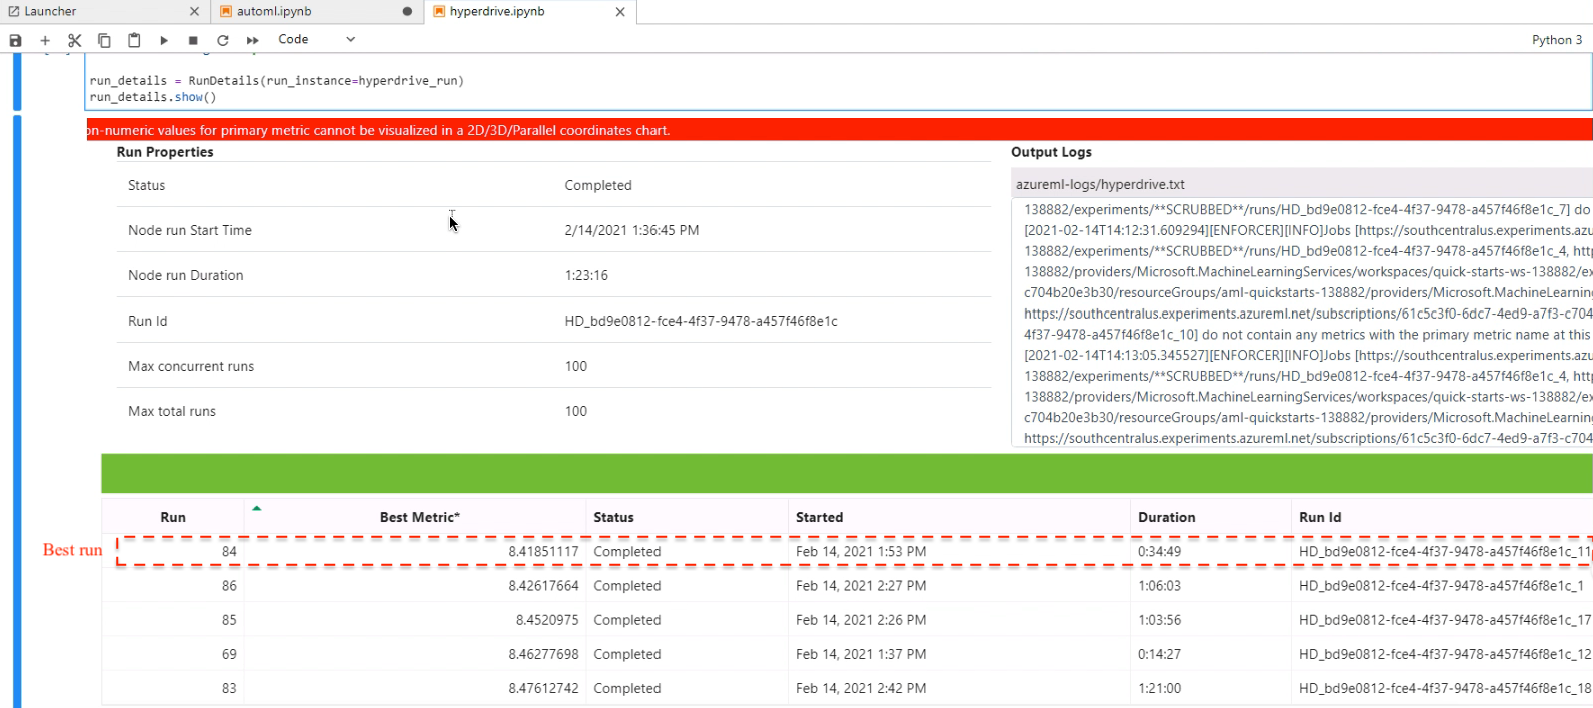 Launcher
automl.ipynb
hyperdrive.ipynb
Code
Python 3
run_details = RunDetails(run_instance=hyperdrive_run)
run_details.show()
on-numeric values for primary metric cannot be visualized in a 2D/3D/Parallel coordinates chart.
Run Properties
Status Completed
Node run Start Time 2/14/2021 1:36:45 PM
Node run Duration 1:23:16
Run Id HD_bd9e0812-fce4-4f37-9478-a457f46f8e1c
Max concurrent runs 100
Max total runs 100
Output Logs
azureml-logs/hyperdrive.txt
138882/experiments/**SCRUBBED**/runs/HD_bd9e0812-fce4-4f37-9478-a457f46f8e1c_7] do
[2021-02-14T14:12:31.609294][ENFORCER][INFO]Jobs [https://southcentralus.experiments.azu
138882/experiments/**SCRUBBED**/runs/HD_bd9e0812-fce4-4f37-9478-a457f46f8e1c_4, htt
138882/providers/Microsoft.MachineLearningServices/workspaces/quick-starts-ws-138882/ex
c704b20e3b30/resourceGroups/aml-quickstarts-138882/providers/Microsoft.MachineLearning
https://southcentralus.experiments.azureml.net/subscriptions/61c5c3f0-6dc7-4ed9-a7f3-c704
4f37-9478-a457f46f8e1c_10] do not contain any metrics with the primary metric name at this
[2021-02-14T14:13:05.345527][ENFORCER][INFO]Jobs [https://southcentralus.experiments.azu
138882/experiments/**SCRUBBED**/runs/HD_bd9e0812-fce4-4f37-9478-a457f46f8e1c_4, htt
138882/providers/Microsoft.MachineLearningServices/workspaces/quick-starts-ws-138882/ex
c704b20e3b30/resourceGroups/aml-quickstarts-138882/providers/Microsoft.MachineLearning
https://southcentralus.experiments.azureml.net/subscriptions/61c5c3f0-6dc7-4ed9-a7f3-c704
Run Best Metric* Status Started Duration Run Id
Best run 84 8.41851117 Completed Feb 14, 2021 1:53 PM 0:34:49 HD_bd9e0812-fce4-4f37-9478-a457f46f8e1c_11
86 8.42617664 Completed Feb 14, 2021 2:27 PM 1:06:03 HD_bd9e0812-fce4-4f37-9478-a457f46f8e1c_1
85 8.4520975 Completed Feb 14, 2021 2:26 PM 1:03:56 HD_bd9e0812-fce4-4f37-9478-a457f46f8e1c_17
69 8.46277698 Completed Feb 14, 2021 1:37 PM 0:14:27 HD_bd9e0812-fce4-4f37-9478-a457f46f8e1c_12
83 8.47612742 Completed Feb 14, 2021 2:42 PM 1:21:00 HD_bd9e0812-fce4-4f37-9478-a457f46f8e1c_18